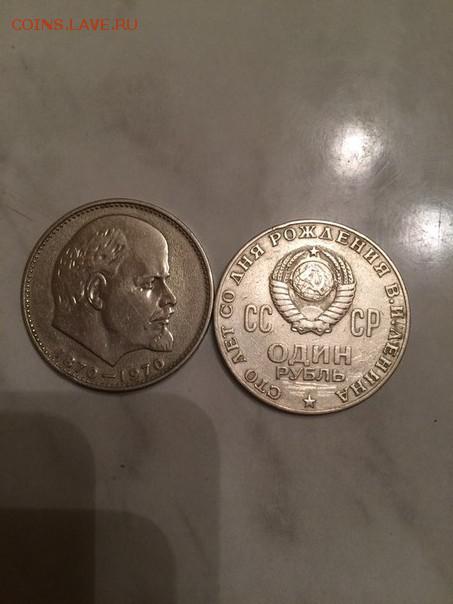 COINS.LAVE.RU
1870–1970
СТО ЛЕТ СО ДНЯ РОЖДЕНИЯ В.И.ЛЕНИНА
СС СР
ОДИН
РУБЛЬ